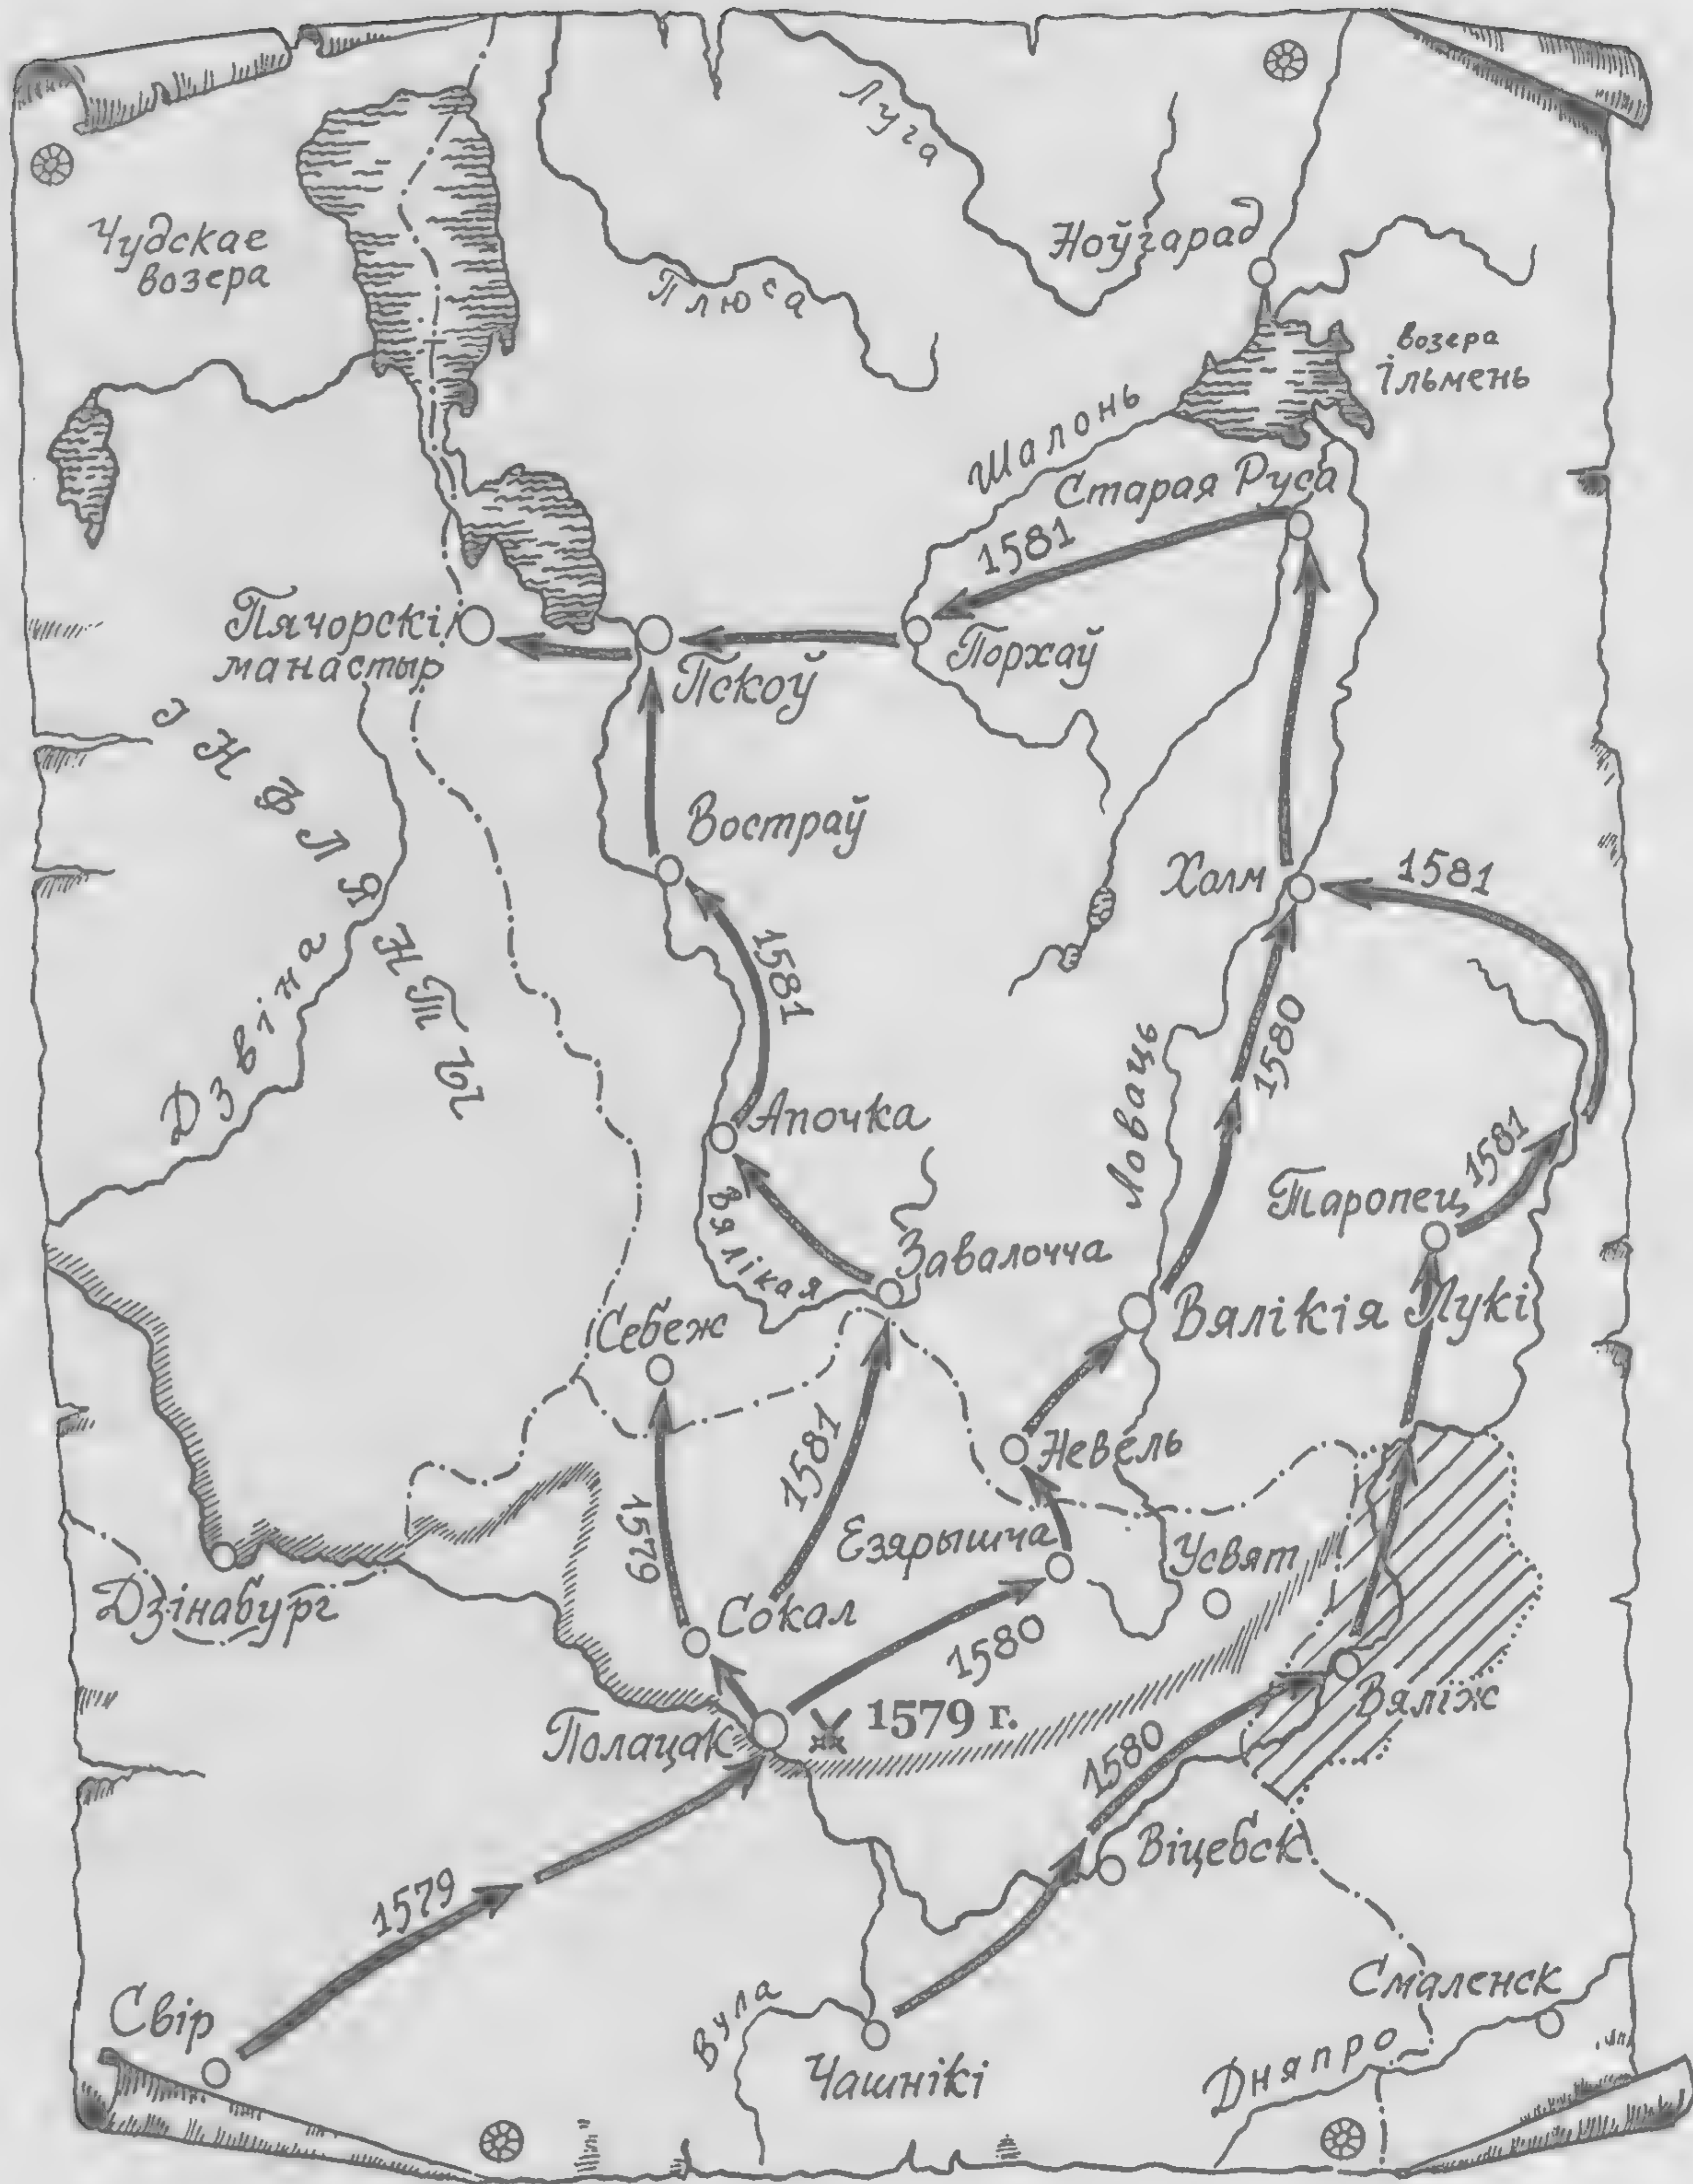 Луга
Чудскае
возера
Ноўгарад
Плюса
возера
Ільмень
Шалонь
Старая Руса
1581
Пячорскі
манастыр
Порхаў
Пскоў
ІНФЛЯНТЫ
Востраў
Холм
1581
1581
Дзвіна
1580
Ловаць
Апочка
1581
Таропец
Вялікая
Завалочча
Себеж
Вялікія Лукі
1581
Невель
1579
Езярышча
Усвят
Дзінабург
Сокал
1580
Полацак
1579 г.
Вяліж
1580
Віцебск
1579
Смаленск
Свір
Вула
Чашнікі
Дняпро